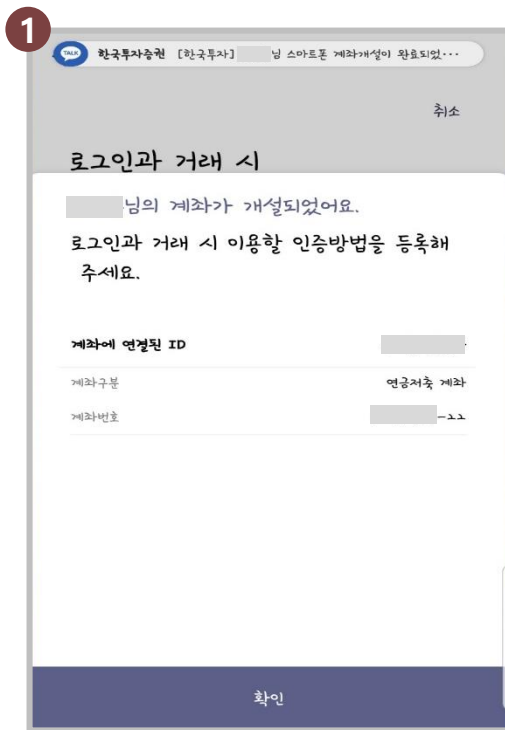 1
TALK 한국투자증권 [한국투자] 님 스마트폰 계좌개설이 완료되었···
취소
로그인과 거래 시
님의 계좌가 개설되었어요.
로그인과 거래 시 이용할 인증방법을 등록해
주세요.
계좌에 연결된 ID
계좌구분 연금저축 계좌
계좌번호 -22
확인